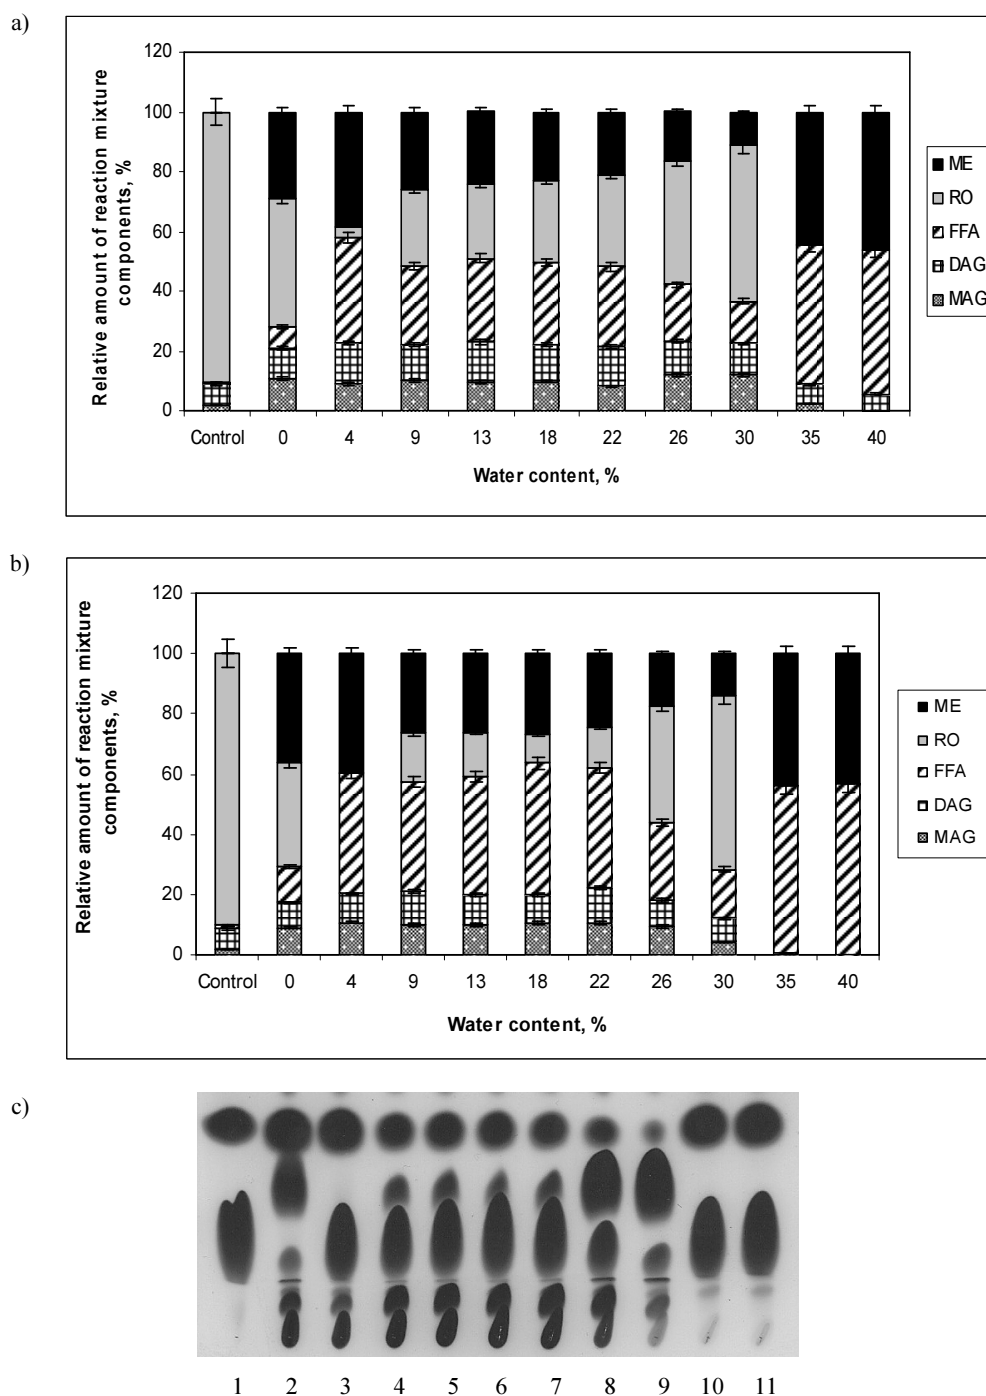 a)
Relative amount of reaction mixture
components, %
120
100
80
60
40
20
0
Control 0 4 9 13 18 22 26 30 35 40
Water content, %
ME
RO
FFA
DAG
MAG
b)
Relative amount of reaction mixture
components, %
120
100
80
60
40
20
0
Control 0 4 9 13 18 22 26 30 35 40
Water content, %
ME
RO
FFA
DAG
MAG
c)
1 2 3 4 5 6 7 8 9 10 11